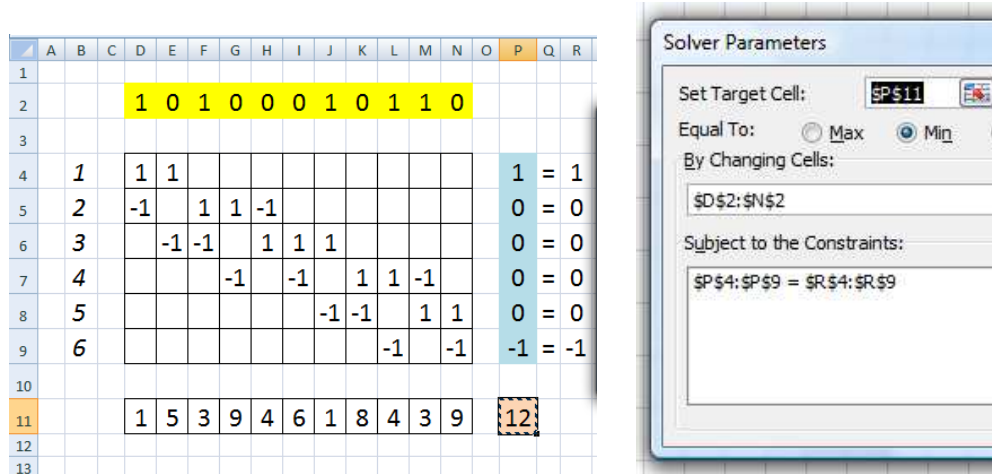 A B C D E F G H I J K L M N O P Q R
1
2 1 0 1 0 0 0 1 0 1 1 0
3
4 1 1 1 1 = 1
5 2 -1 1 1 -1 0 = 0
6 3 -1 -1 1 1 1 0 = 0
7 4 -1 -1 1 1 -1 0 = 0
8 5 -1 -1 1 1 0 = 0
9 6 -1 -1 -1 = -1
10
11 1 5 3 9 4 6 1 8 4 3 9 12
12
13
Solver Parameters
Set Target Cell: $P$11
Equal To: Max Min
By Changing Cells:
$D$2:$N$2
Subject to the Constraints:
$P$4:$P$9 = $R$4:$R$9